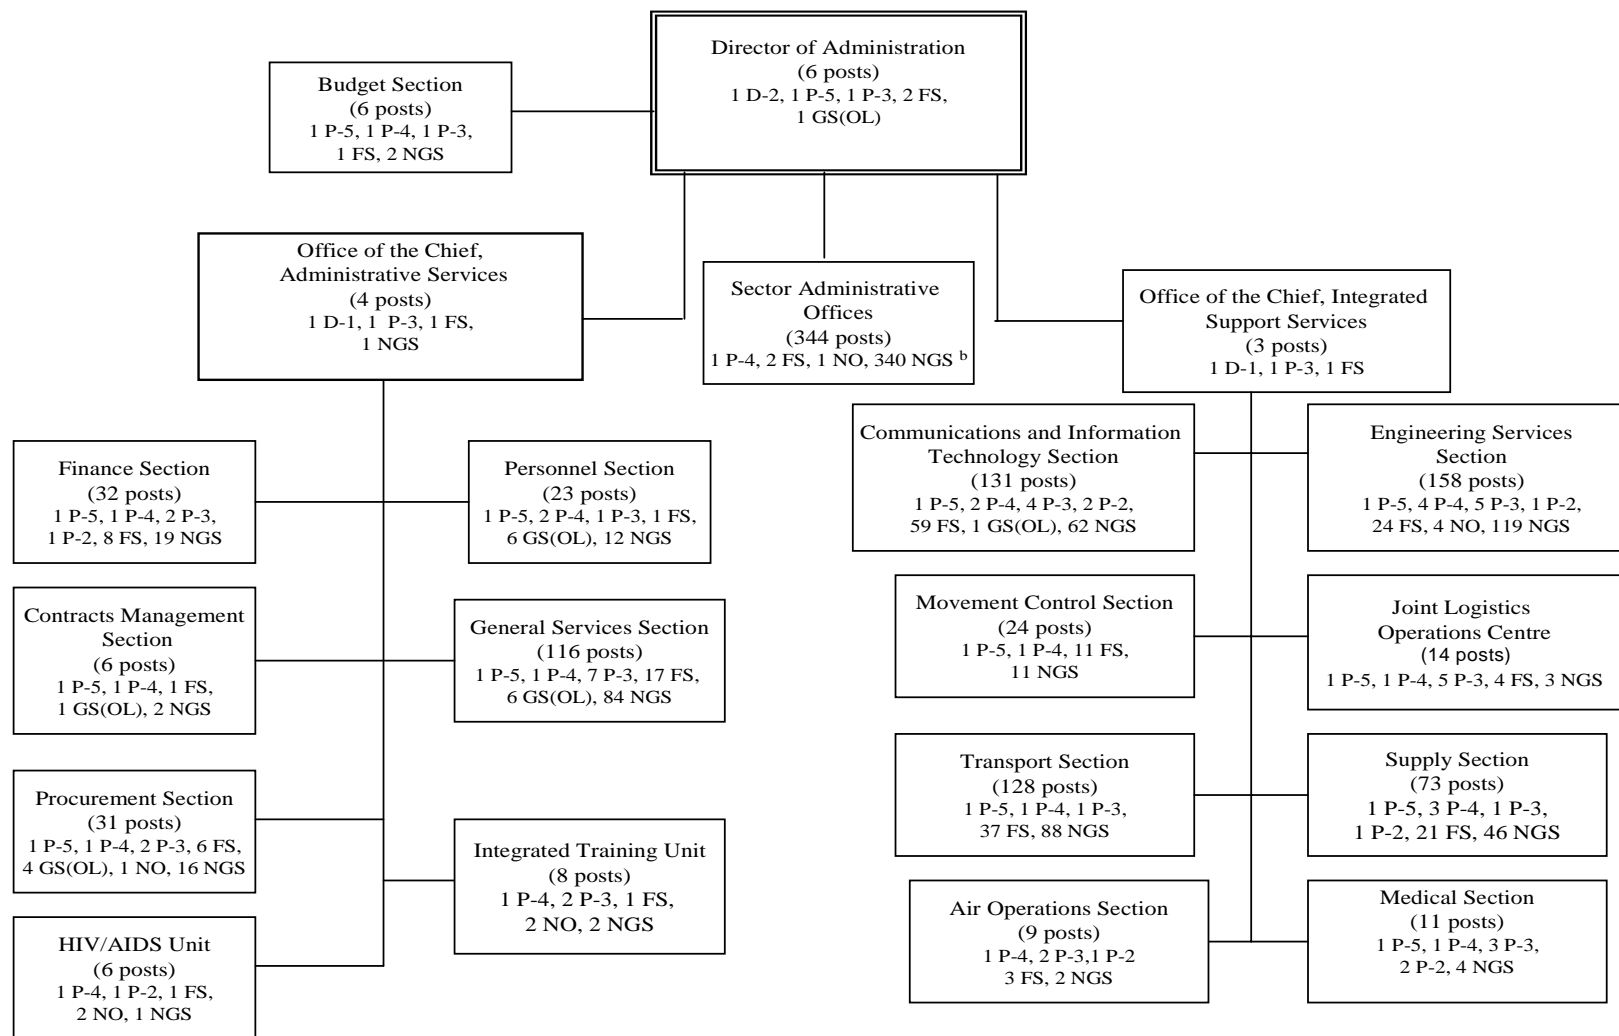 Director of Administration
(6 posts)
1 D-2, 1 P-5, 1 P-3, 2 FS,
1 GS(OL)
Budget Section
(6 posts)
1 P-5, 1 P-4, 1 P-3,
1 FS, 2 NGS
Office of the Chief,
Administrative Services
(4 posts)
1 D-1, 1 P-3, 1 FS,
1 NGS
Sector Administrative
Offices
(344 posts)
1 P-4, 2 FS, 1 NO, 340 NGS b
Office of the Chief, Integrated
Support Services
(3 posts)
1 D-1, 1 P-3, 1 FS
Finance Section
(32 posts)
1 P-5, 1 P-4, 2 P-3,
1 P-2, 8 FS, 19 NGS
Personnel Section
(23 posts)
1 P-5, 2 P-4, 1 P-3, 1 FS,
6 GS(OL), 12 NGS
Contracts Management
Section
(6 posts)
1 P-5, 1 P-4, 1 FS,
1 GS(OL), 2 NGS
General Services Section
(116 posts)
1 P-5, 1 P-4, 7 P-3, 17 FS,
6 GS(OL), 84 NGS
Procurement Section
(31 posts)
1 P-5, 1 P-4, 2 P-3, 6 FS,
4 GS(OL), 1 NO, 16 NGS
Integrated Training Unit
(8 posts)
1 P-4, 2 P-3, 1 FS,
2 NO, 2 NGS
HIV/AIDS Unit
(6 posts)
1 P-4, 1 P-2, 1 FS,
2 NO, 1 NGS
Communications and Information
Technology Section
(131 posts)
1 P-5, 2 P-4, 4 P-3, 2 P-2,
59 FS, 1 GS(OL), 62 NGS
Engineering Services
Section
(158 posts)
1 P-5, 4 P-4, 5 P-3, 1 P-2,
24 FS, 4 NO, 119 NGS
Movement Control Section
(24 posts)
1 P-5, 1 P-4, 11 FS,
11 NGS
Joint Logistics
Operations Centre
(14 posts)
1 P-5, 1 P-4, 5 P-3, 4 FS, 3 NGS
Transport Section
(128 posts)
1 P-5, 1 P-4, 1 P-3,
37 FS, 88 NGS
Supply Section
(73 posts)
1 P-5, 3 P-4, 1 P-3,
1 P-2, 21 FS, 46 NGS
Air Operations Section
(9 posts)
1 P-4, 2 P-3,1 P-2
3 FS, 2 NGS
Medical Section
(11 posts)
1 P-5, 1 P-4, 3 P-3,
2 P-2, 4 NGS